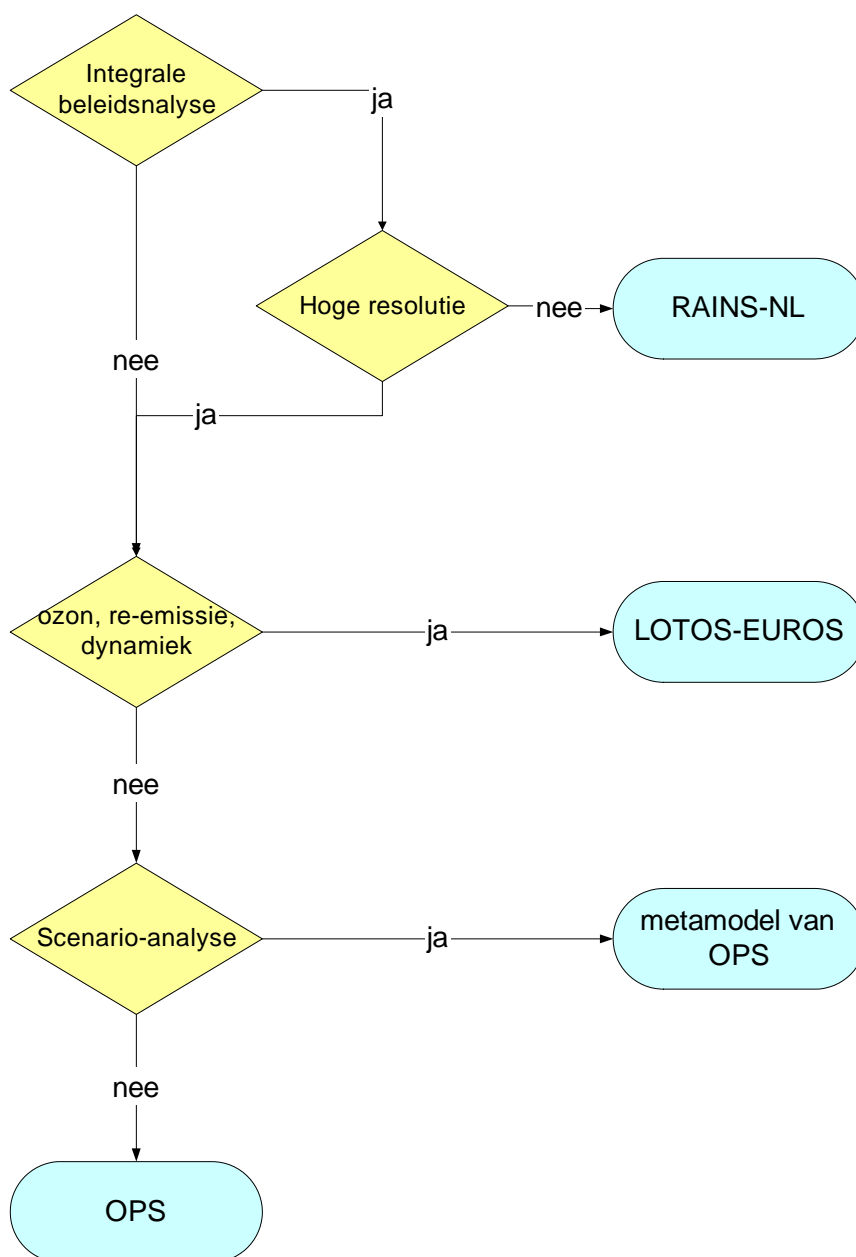 Integrale
beleidsnalyse
ja
Hoge resolutie
nee
RAINS-NL
nee
ja
ozon, re-emissie,
dynamiek
ja
LOTOS-EUROS
nee
Scenario-analyse
ja
metamodel van
OPS
nee
OPS